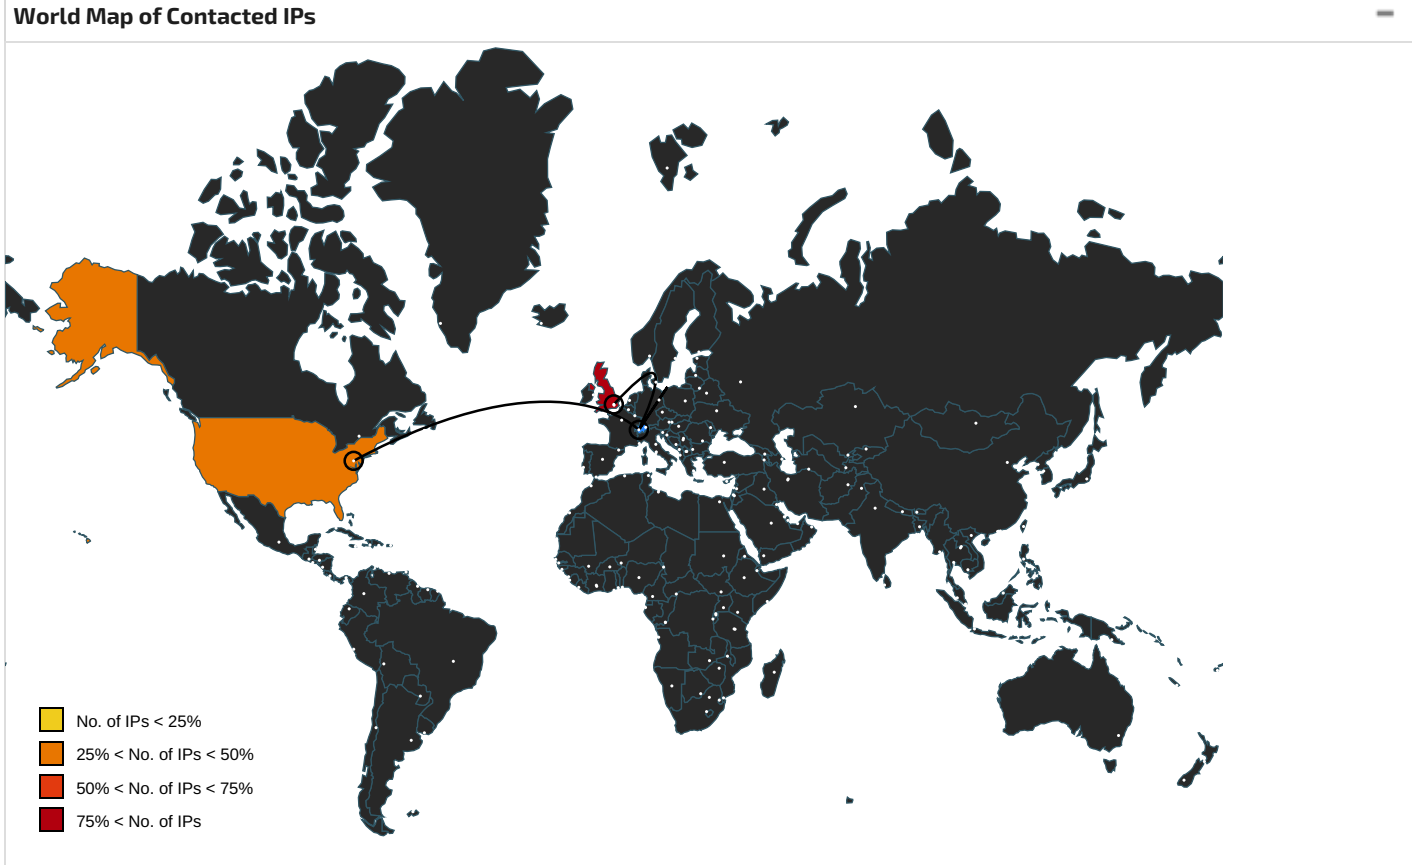 World Map of Contacted IPs
No. of IPs < 25%
25% < No. of IPs < 50%
50% < No. of IPs < 75%
75% < No. of IPs